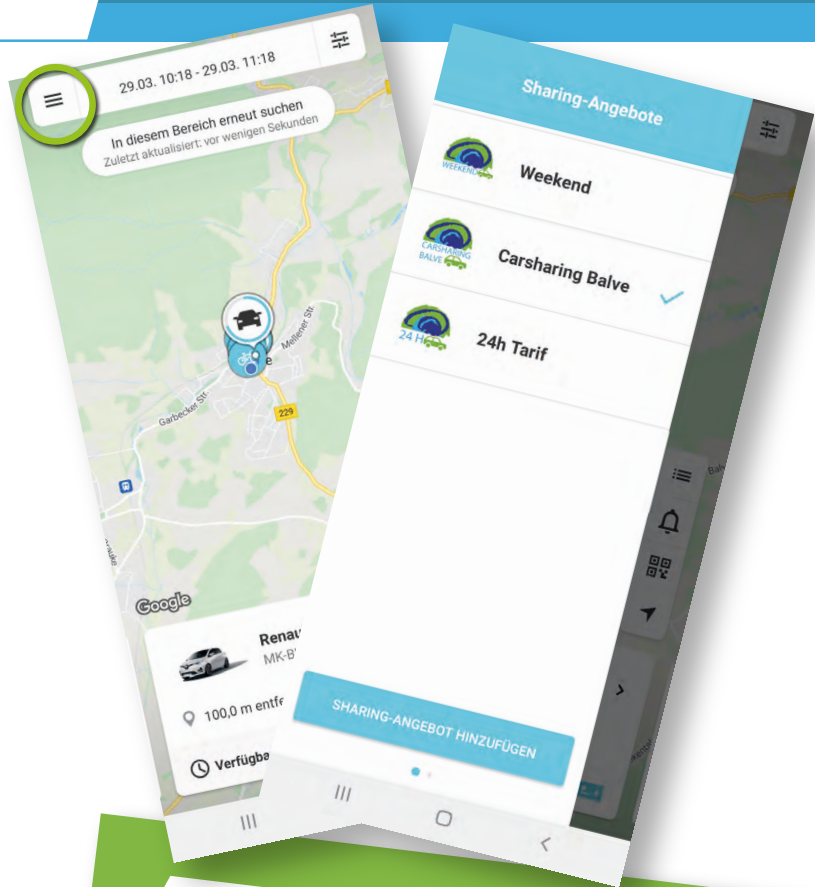 29.03. 10:18 - 29.03. 11:18
In diesem Bereich erneut suchen
Zuletzt aktualisiert: vor wenigen Sekunden
Mellener Str.
Garbecker Str.
229
Google
Renau
MK-B
100,0 m entfe
Verfügba
Sharing-Angebote
WEEKEND
Weekend
CARSHARING
BALVE
Carsharing Balve
24 H
24h Tarif
SHARING-ANGEBOT HINZUFÜGEN